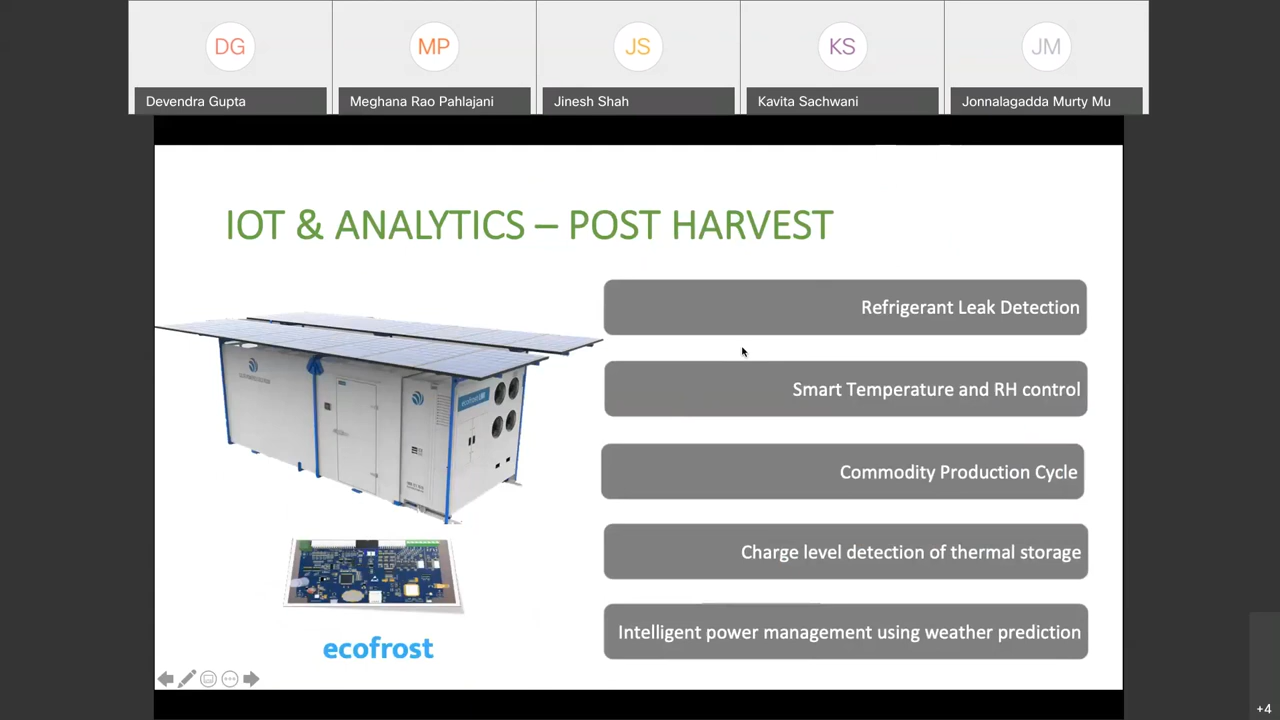 DG
MP
JS
KS
JM
Devendra Gupta
Meghana Rao Pahlajani
Jinesh Shah
Kavita Sachwani
Jonnalagadda Murty Mu
IOT & ANALYTICS – POST HARVEST
Refrigerant Leak Detection
Smart Temperature and RH control
Commodity Production Cycle
Charge level detection of thermal storage
Intelligent power management using weather prediction
ecofrost
ecofrost
+4